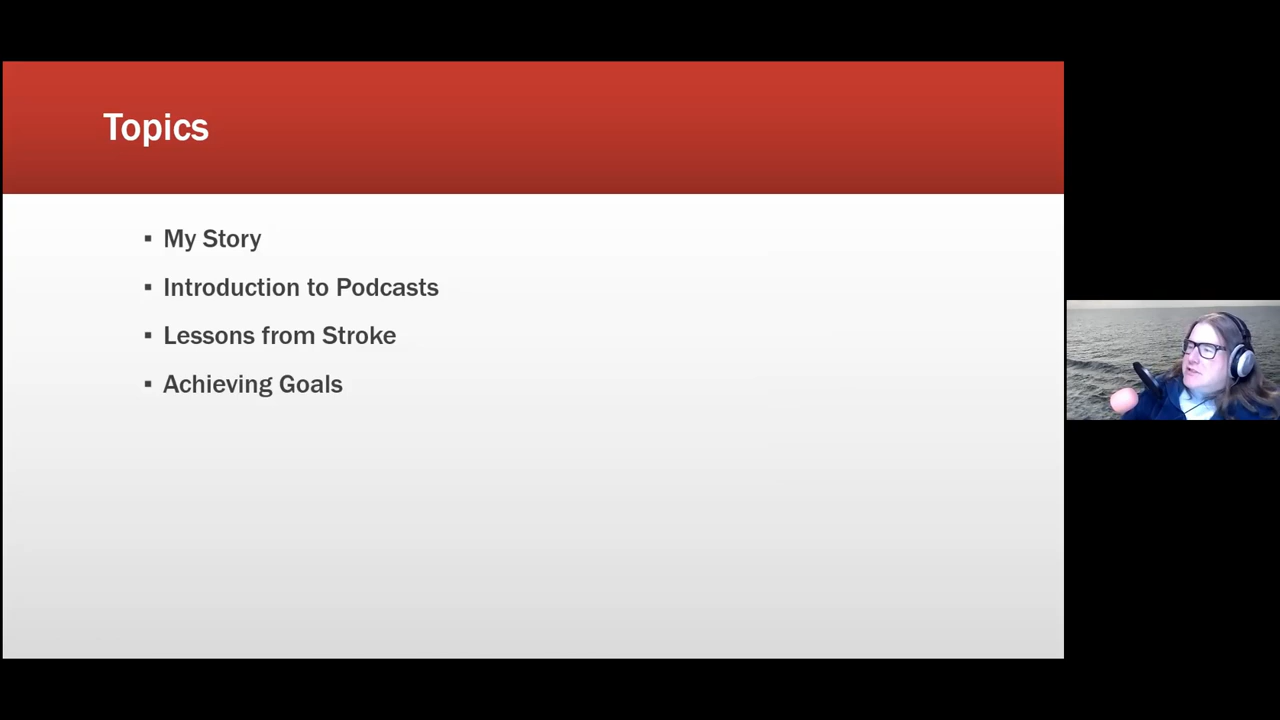 Topics
▪ My Story
▪ Introduction to Podcasts
▪ Lessons from Stroke
▪ Achieving Goals